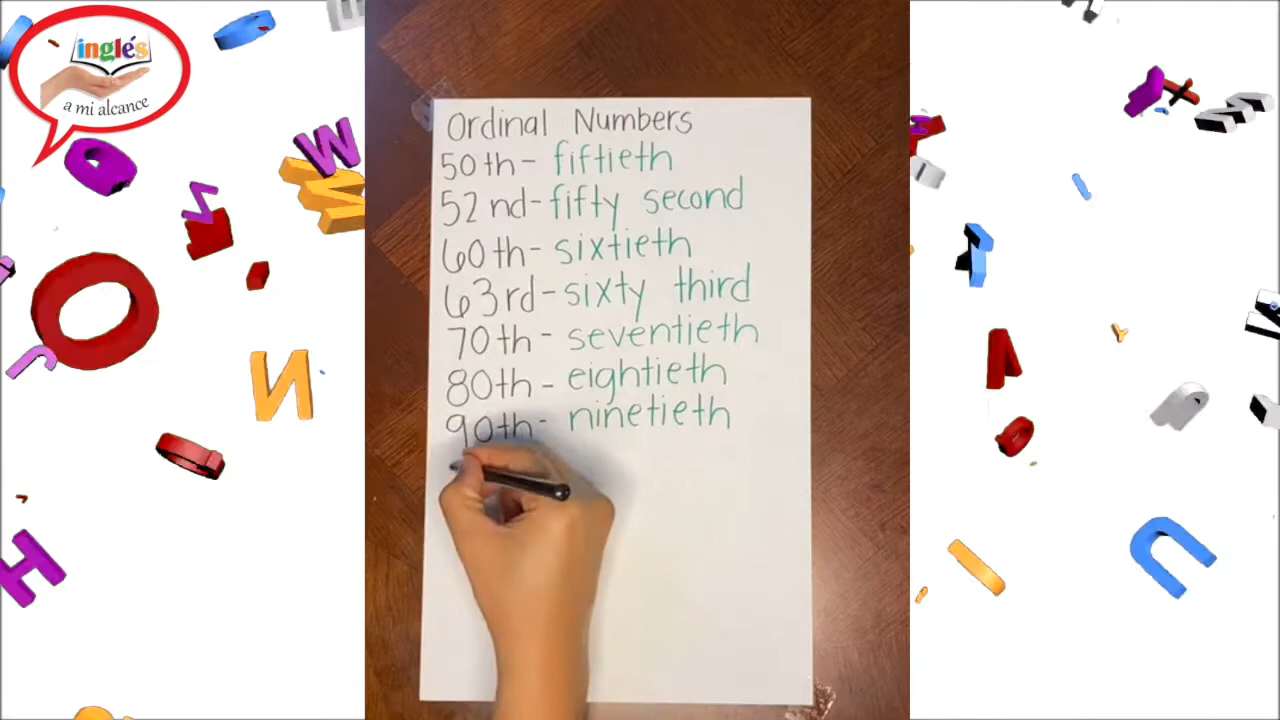 inglés
a mi alcance
Ordinal Numbers
50th- fiftieth
52nd- fifty second
60th- sixtieth
63rd- sixty third
70th- seventieth
80th- eightieth
90th- ninetieth